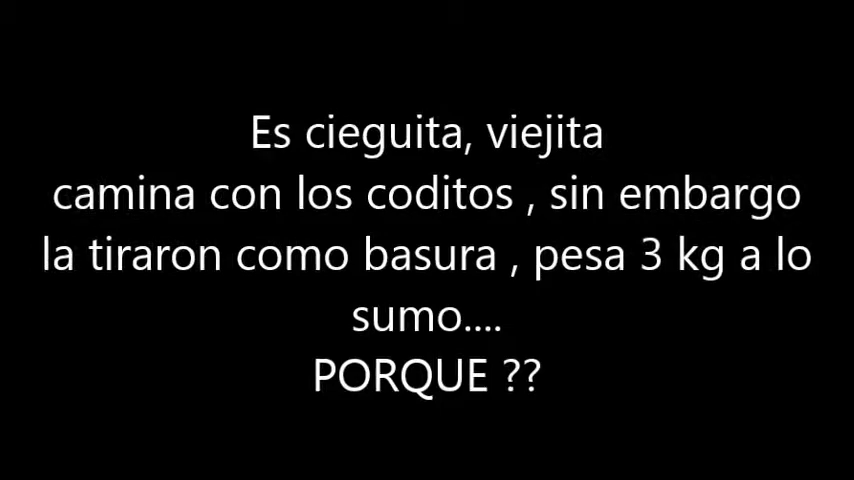 Es cieguita, viejita
camina con los coditos , sin embargo
la tiraron como basura , pesa 3 kg a lo
sumo....
PORQUE ??